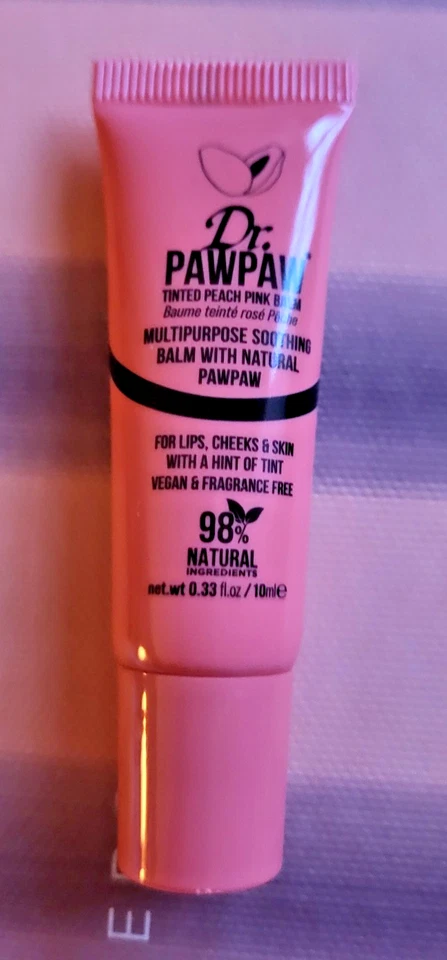 Dr.
PAWPAW
TINTED PEACH PINK BALM
Baume teinté rosé Pêche
MULTIPURPOSE SOOTHING
BALM WITH NATURAL
PAWPAW
FOR LIPS, CHEEKS & SKIN
WITH A HINT OF TINT
VEGAN & FRAGRANCE FREE
98%
NATURAL
INGREDIENTS
net.wt 0.33 fl.oz / 10ml℮
E